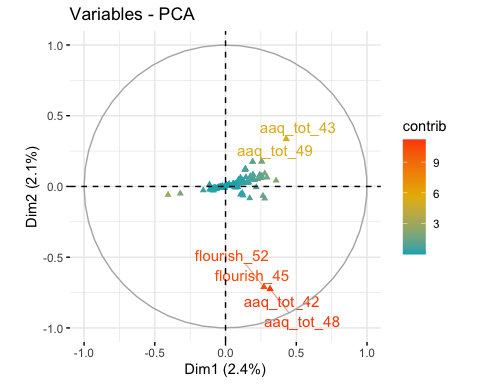 Variables - PCA
1.0
0.5
0.0
-0.5
-1.0
Dim2 (2.1%)
aaq_tot_43
aaq_tot_49
flourish_52
flourish_45
aaq_tot_42
aaq_tot_48
-1.0 -0.5 0.0 0.5 1.0
Dim1 (2.4%)
contrib
9
6
3